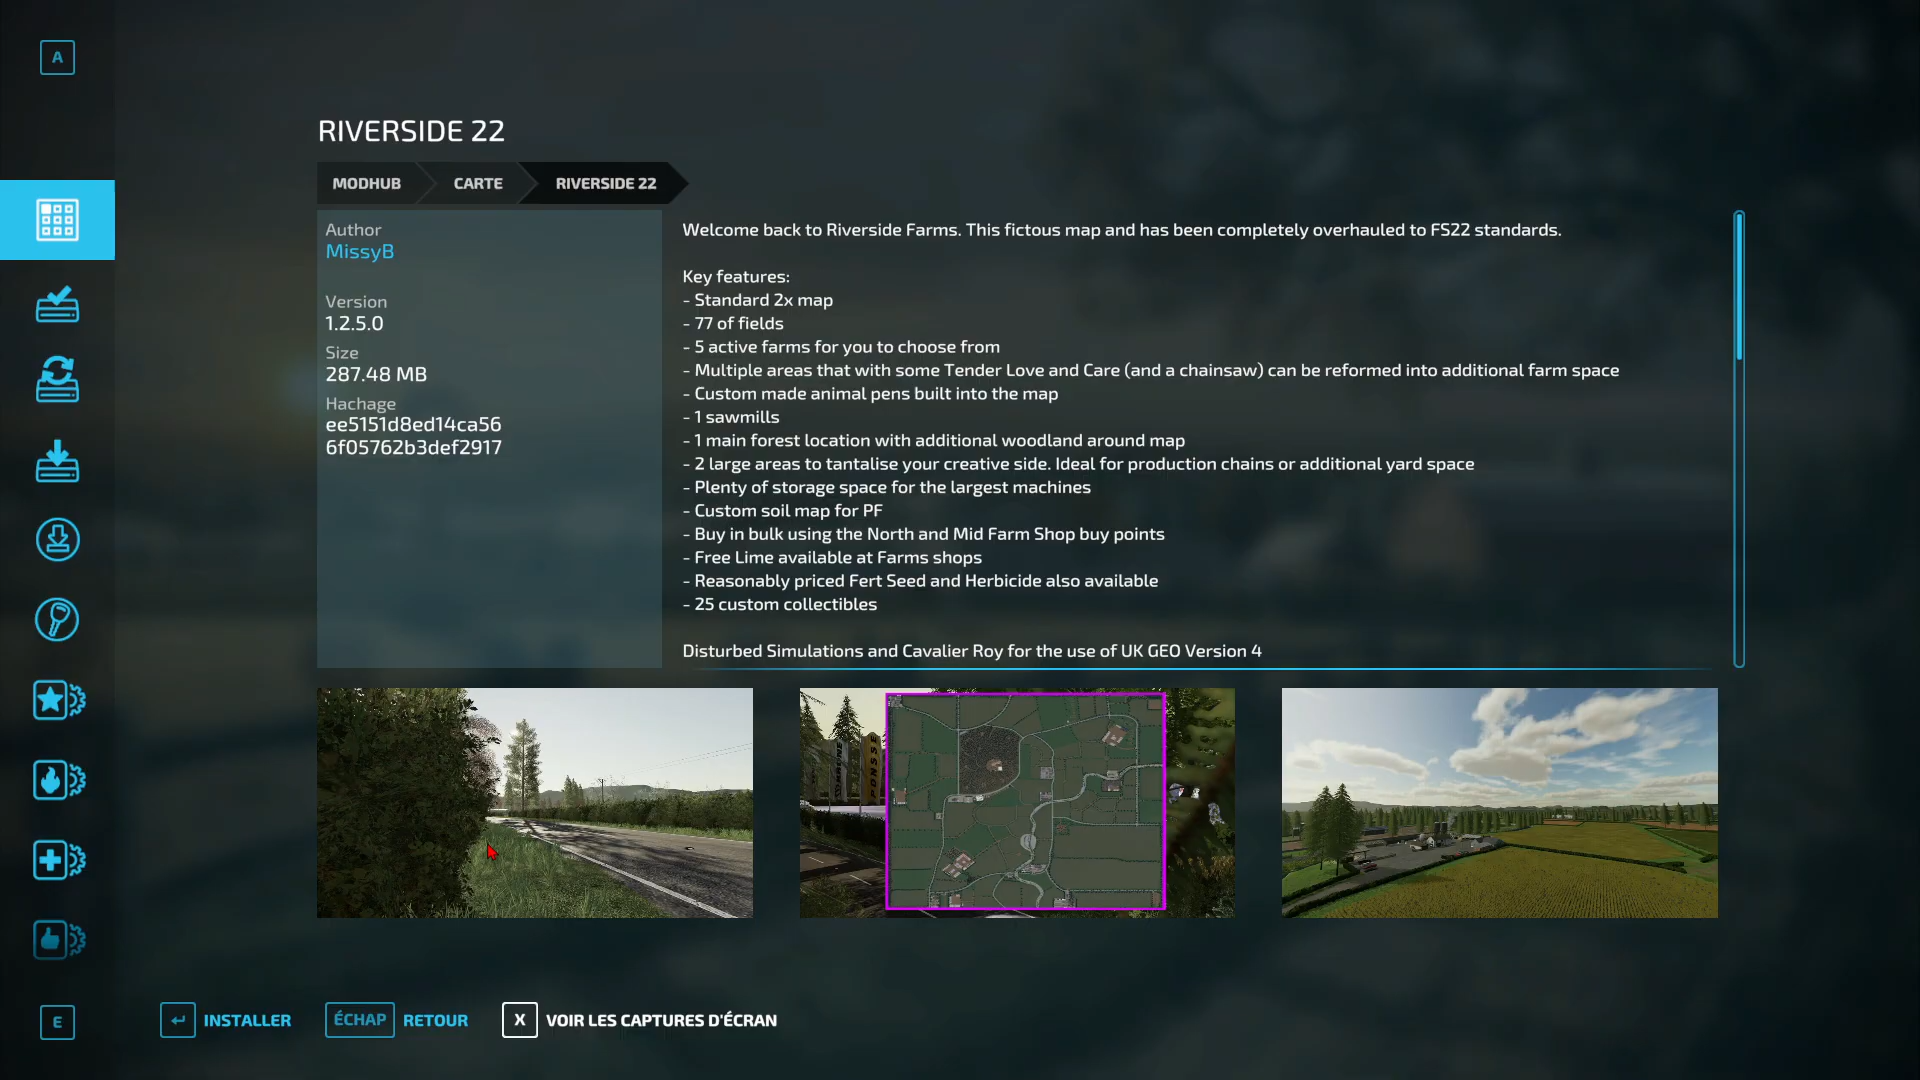 A
RIVERSIDE 22
MODHUB
CARTE
RIVERSIDE 22
Author
MissyB
Version
1.2.5.0
Size
287.48 MB
Hachage
ee5151d8ed14ca56
6f05762b3def2917
Welcome back to Riverside Farms. This fictous map and has been completely overhauled to FS22 standards.
Key features:
- Standard 2x map
- 77 of fields
- 5 active farms for you to choose from
- Multiple areas that with some Tender Love and Care (and a chainsaw) can be reformed into additional farm space
- Custom made animal pens built into the map
- 1 sawmills
- 1 main forest location with additional woodland around map
- 2 large areas to tantalise your creative side. Ideal for production chains or additional yard space
- Plenty of storage space for the largest machines
- Custom soil map for PF
- Buy in bulk using the North and Mid Farm Shop buy points
- Free Lime available at Farms shops
- Reasonably priced Fert Seed and Herbicide also available
- 25 custom collectibles
Disturbed Simulations and Cavalier Roy for the use of UK GEO Version 4
PONSSE
E
INSTALLER
ÉCHAP RETOUR
X VOIR LES CAPTURES D'ÉCRAN